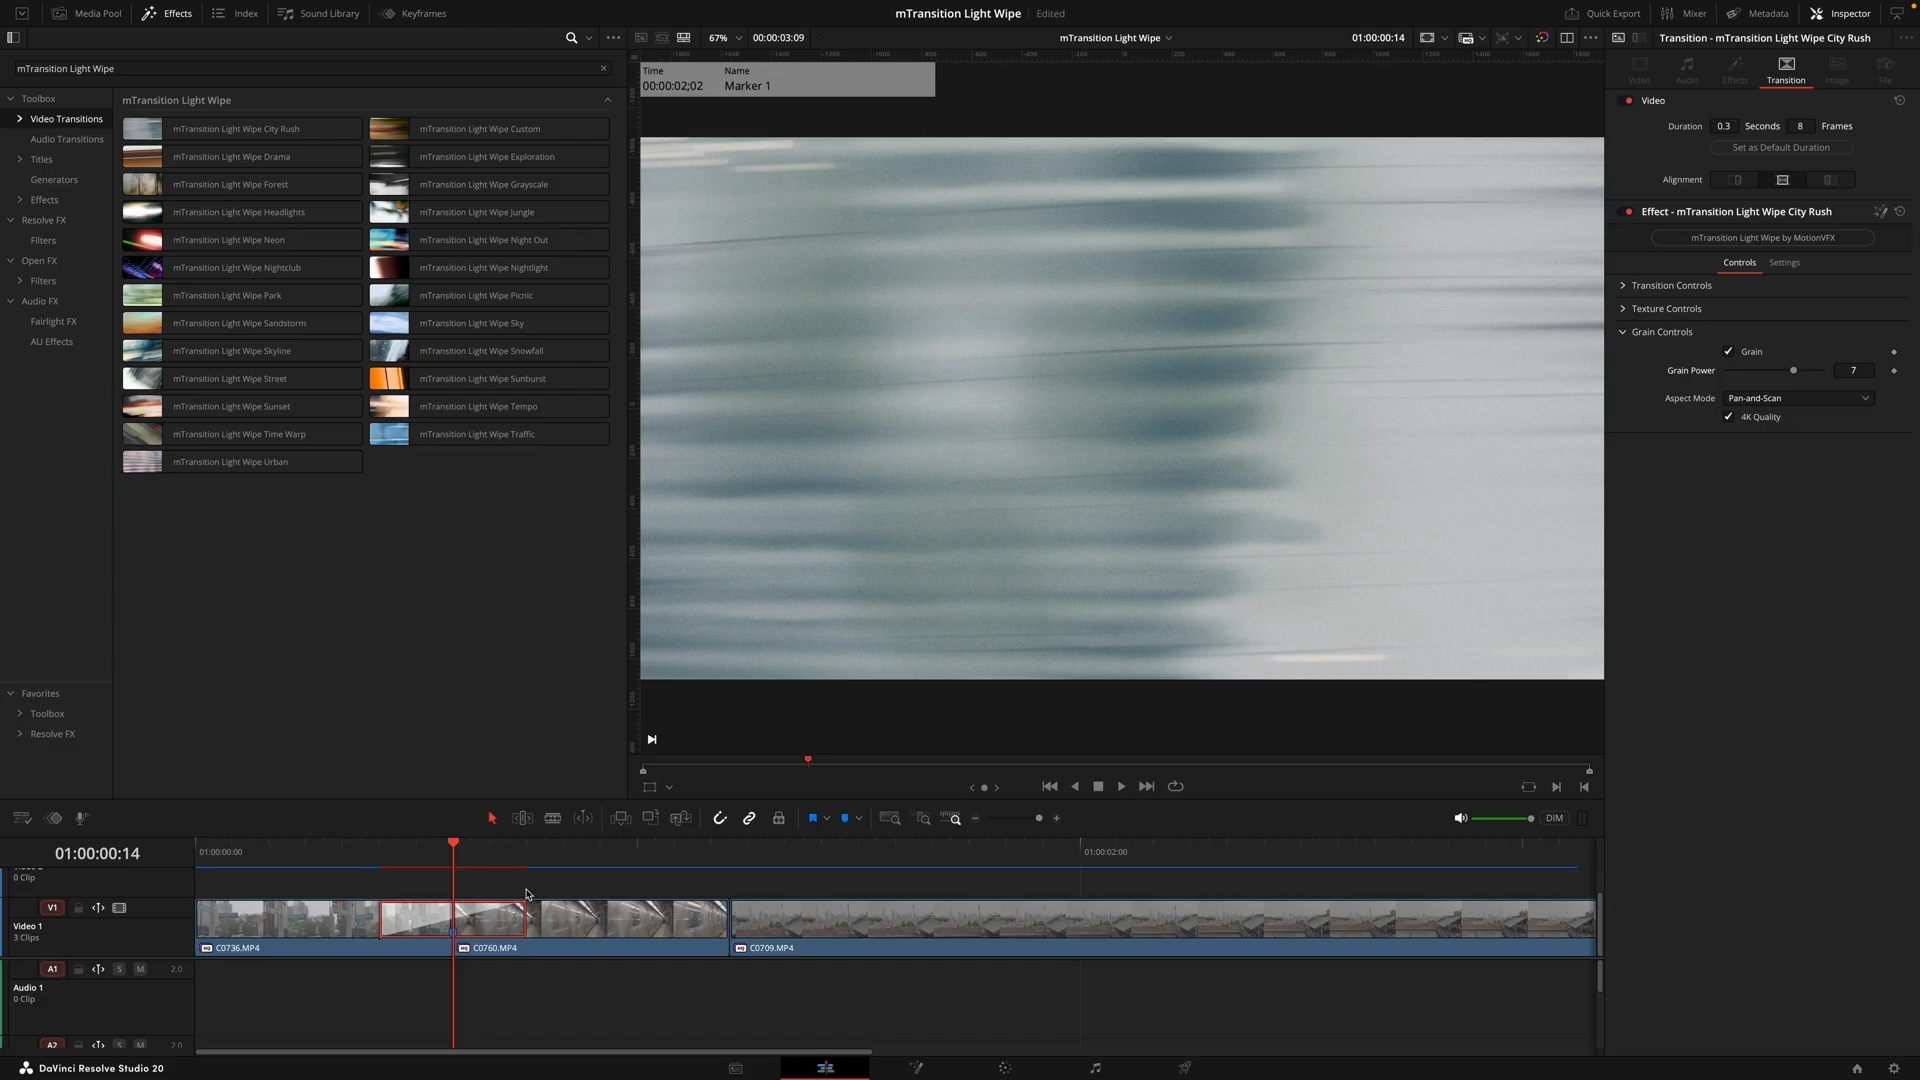 Media Pool
Effects
Index
Sound Library
Keyframes
mTransition Light Wipe
Edited
Quick Export
Mixer
Metadata
Inspector
67%
00:00:03:09
mTransition Light Wipe
01:00:00:14
Transition - mTransition Light Wipe City Rush
mTransition Light Wipe
Toolbox
Video Transitions
Audio Transitions
Titles
Generators
Effects
Resolve FX
Filters
Open FX
Filters
Audio FX
Fairlight FX
AU Effects
Favorites
Toolbox
Resolve FX
mTransition Light Wipe
mTransition Light Wipe City Rush
mTransition Light Wipe Custom
mTransition Light Wipe Drama
mTransition Light Wipe Exploration
mTransition Light Wipe Forest
mTransition Light Wipe Grayscale
mTransition Light Wipe Headlights
mTransition Light Wipe Jungle
mTransition Light Wipe Neon
mTransition Light Wipe Night Out
mTransition Light Wipe Nightclub
mTransition Light Wipe Nightlight
mTransition Light Wipe Park
mTransition Light Wipe Picnic
mTransition Light Wipe Sandstorm
mTransition Light Wipe Sky
mTransition Light Wipe Skyline
mTransition Light Wipe Snowfall
mTransition Light Wipe Street
mTransition Light Wipe Sunburst
mTransition Light Wipe Sunset
mTransition Light Wipe Tempo
mTransition Light Wipe Time Warp
mTransition Light Wipe Traffic
mTransition Light Wipe Urban
Time Name
00:00:02;02 Marker 1
Video
Audio
Effects
Transition
Image
File
Video
Duration 0.3 Seconds 8 Frames
Set as Default Duration
Alignment
Effect - mTransition Light Wipe City Rush
mTransition Light Wipe by MotionVFX
Controls Settings
Transition Controls
Texture Controls
Grain Controls
Grain
Grain Power 7
Aspect Mode Pan-and-Scan
4K Quality
DIM
01:00:00:14
01:00:00:00
01:00:02:00
0 Clip
V1
Video 1
3 Clips
C0736.MP4
C0760.MP4
C0709.MP4
A1 S M 2.0
Audio 1
0 Clip
A2 S M 2.0
DaVinci Resolve Studio 20